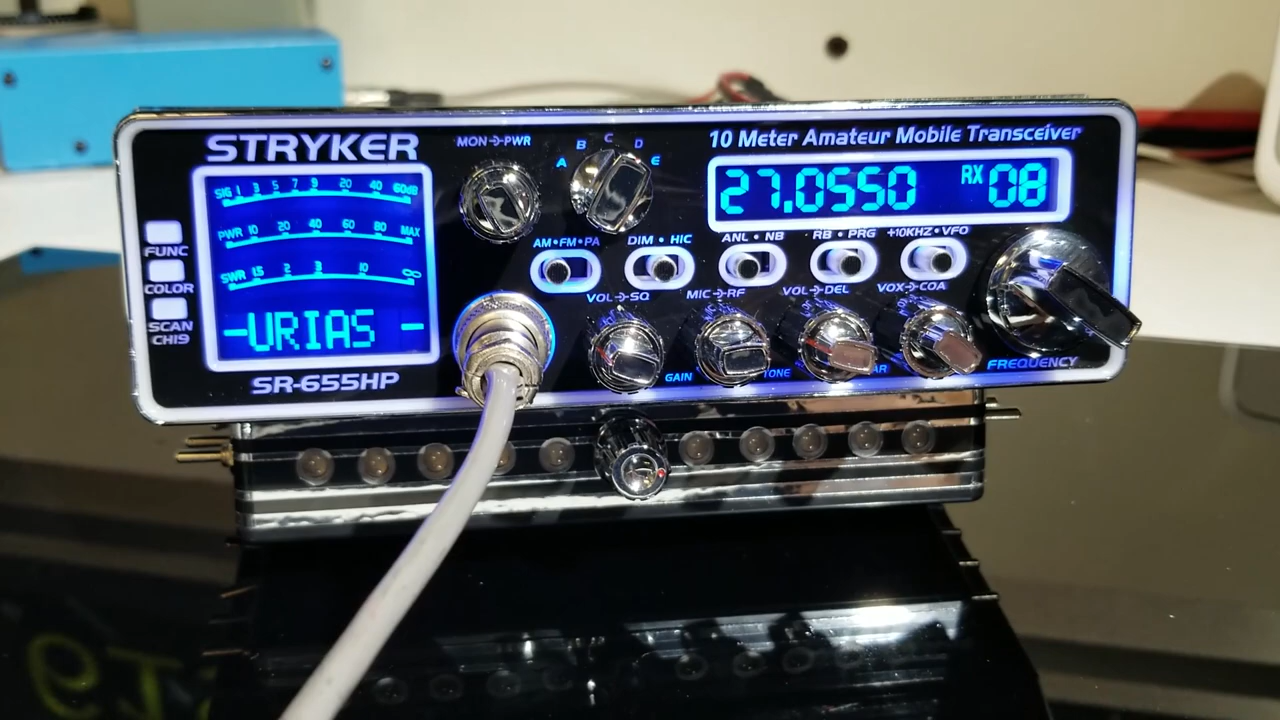 STRYKER
MON→PWR
A B C D E
10 Meter Amateur Mobile Transceiver
SIG 1 3 5 7 9 20 40 60dB
PWR 10 20 40 60 80 MAX
SWR 1.5 2 3 10 ∞
-URIAS -
SR-655HP
FUNC
COLOR
SCAN
CH19
27.0550 RX 08
AM•FM•PA
DIM • HIC
ANL • NB
RB • PRG
+10KHZ•VFO
VOL→SQ
MIC→RF
VOL→DEL
VOX→COA
GAIN
TONE
FREQUENCY